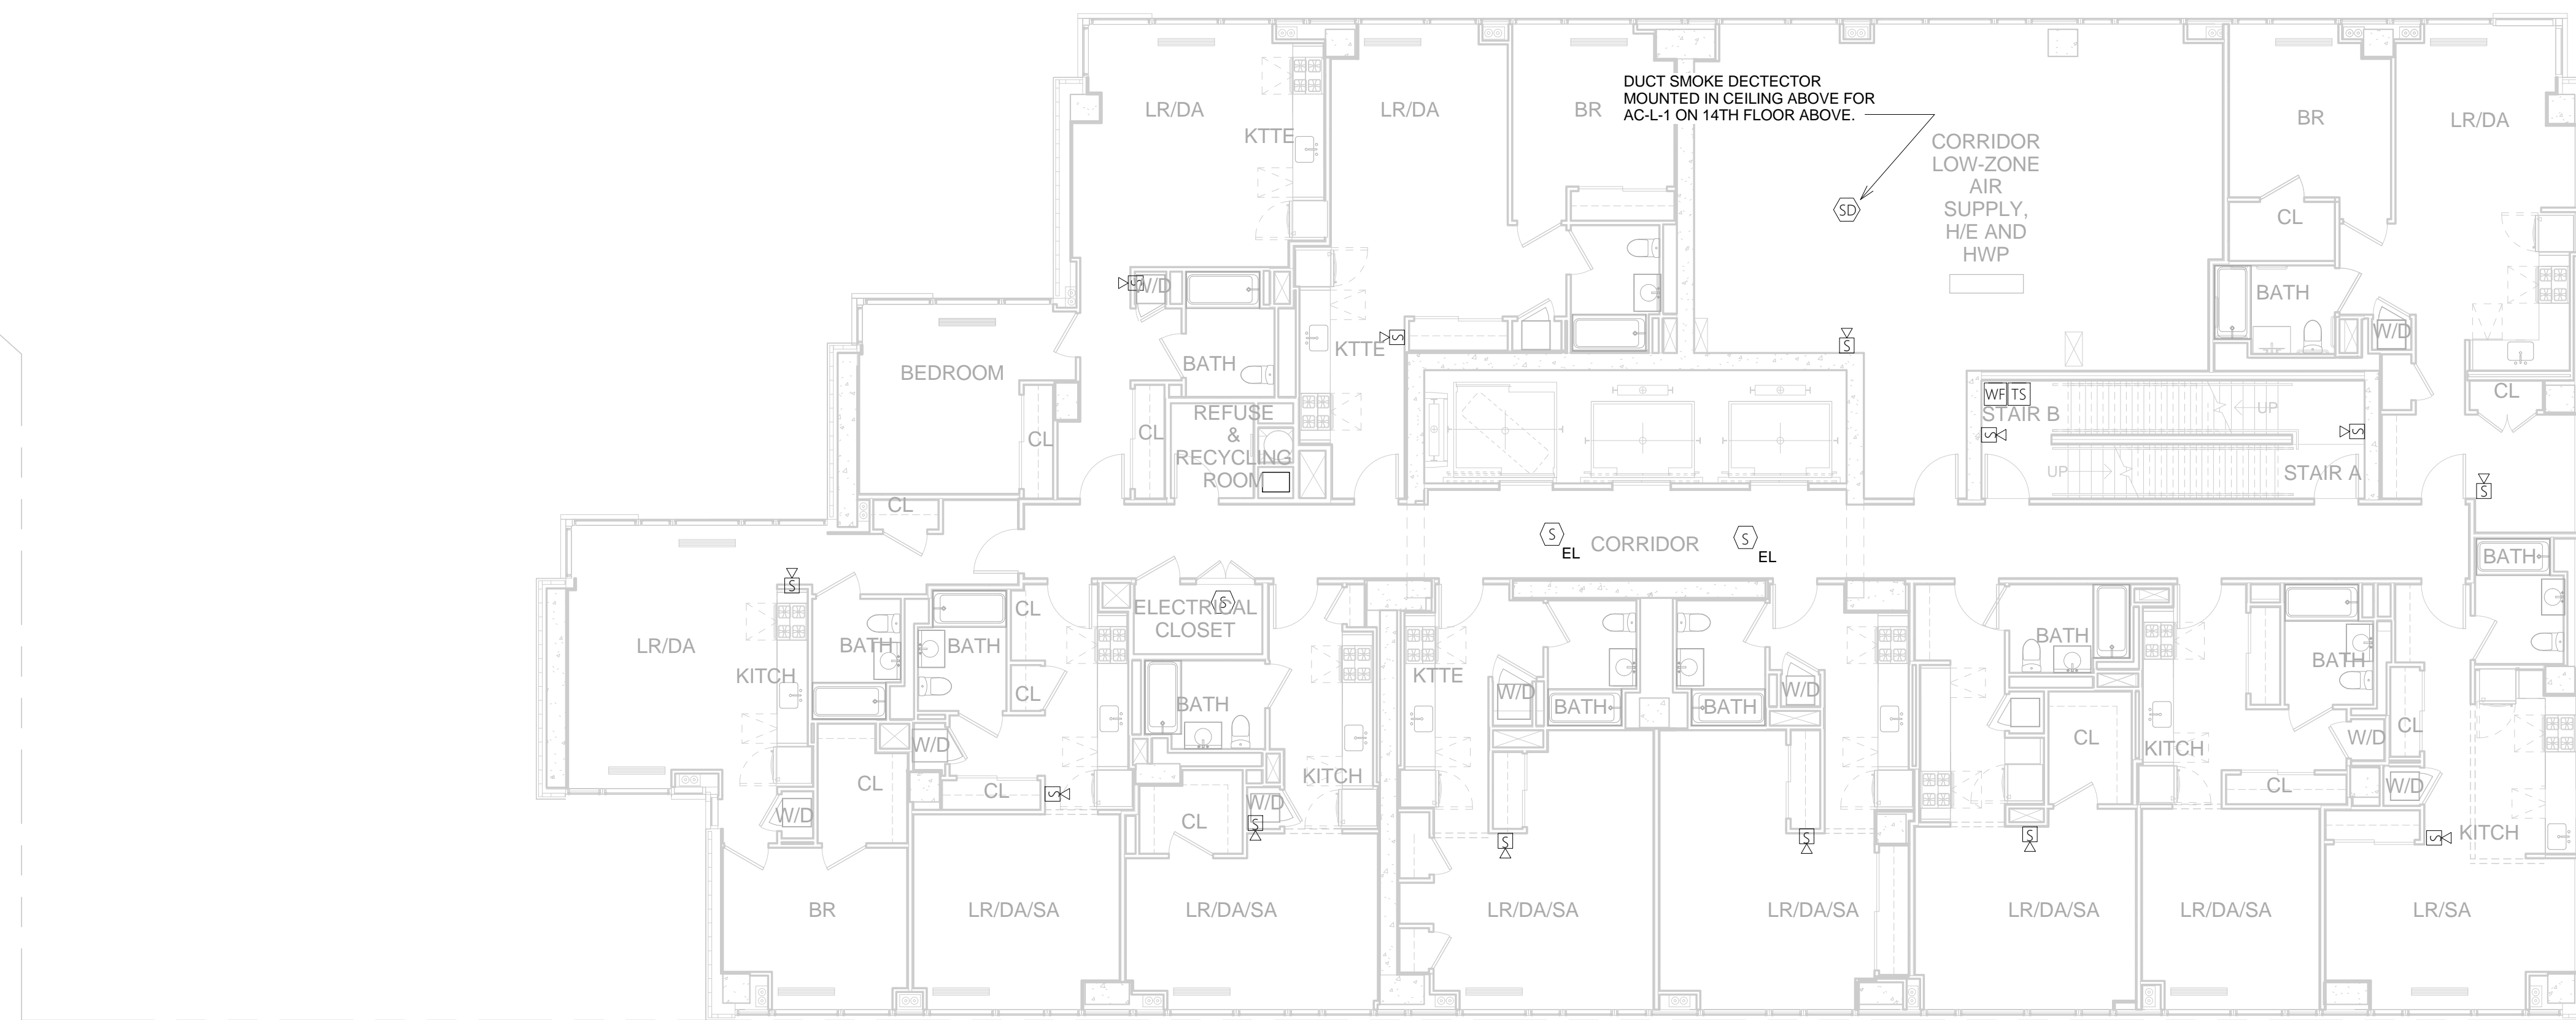 DUCT SMOKE DECTECTOR
MOUNTED IN CEILING ABOVE FOR
AC-L-1 ON 14TH FLOOR ABOVE.
LR/DA
LR/DA
BR
BR
LR/DA
KTTE
CORRIDOR
LOW-ZONE
AIR
SUPPLY,
H/E AND
HWP
SD
CL
S
W/D
BATH
S
KTTE
S
W/D
BATH
BEDROOM
CL
CL
REFUSE
&
RECYCLING
ROOM
WF
TS
STAIR B
UP
S
S
UP
STAIR A
CL
S
CL
S
EL
CORRIDOR
S
EL
BATH
S
LR/DA
KITCH
BATH
BATH
CL
CL
S
ELECTRICAL
CLOSET
BATH
KTTE
W/D
BATH
BATH
W/D
BATH
BATH
CL
KITCH
W/D
CL
W/D
CL
W/D
CL
S
KITCH
W/D
CL
S
CL
W/D
S
S
S
S
KITCH
BR
LR/DA/SA
LR/DA/SA
LR/DA/SA
LR/DA/SA
LR/DA/SA
LR/DA/SA
LR/SA